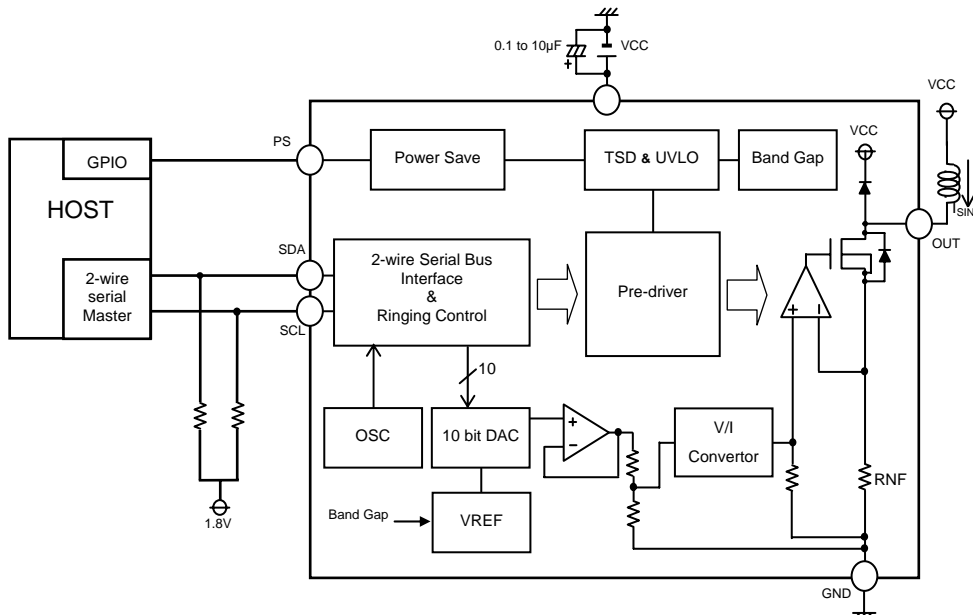 0.1 to 10µF
VCC
VCC
PS
GPIO
Power Save
TSD & UVLO
Band Gap
VCC
HOST
ISINK
OUT
SDA
2-wire
serial
Master
2-wire Serial Bus
Interface
&
Ringing Control
Pre-driver
SCL
+
−
10
OSC
10 bit DAC
+
−
V/I
Convertor
RNF
1.8V
Band Gap
VREF
GND
+